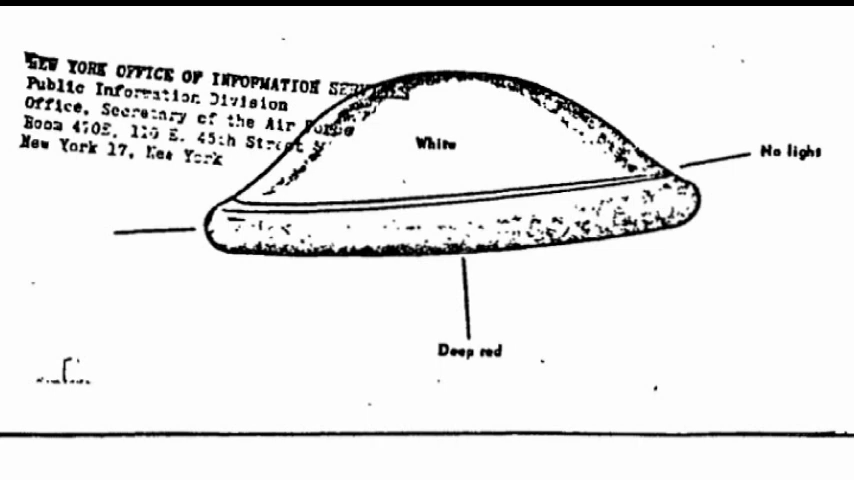 NEW YORK OFFICE OF INFORMATION SERVICES
Public Information Division
Office, Secretary of the Air Force
Room 410E, 110 E. 45th Street
New York 17, New York
White
No light
Deep red